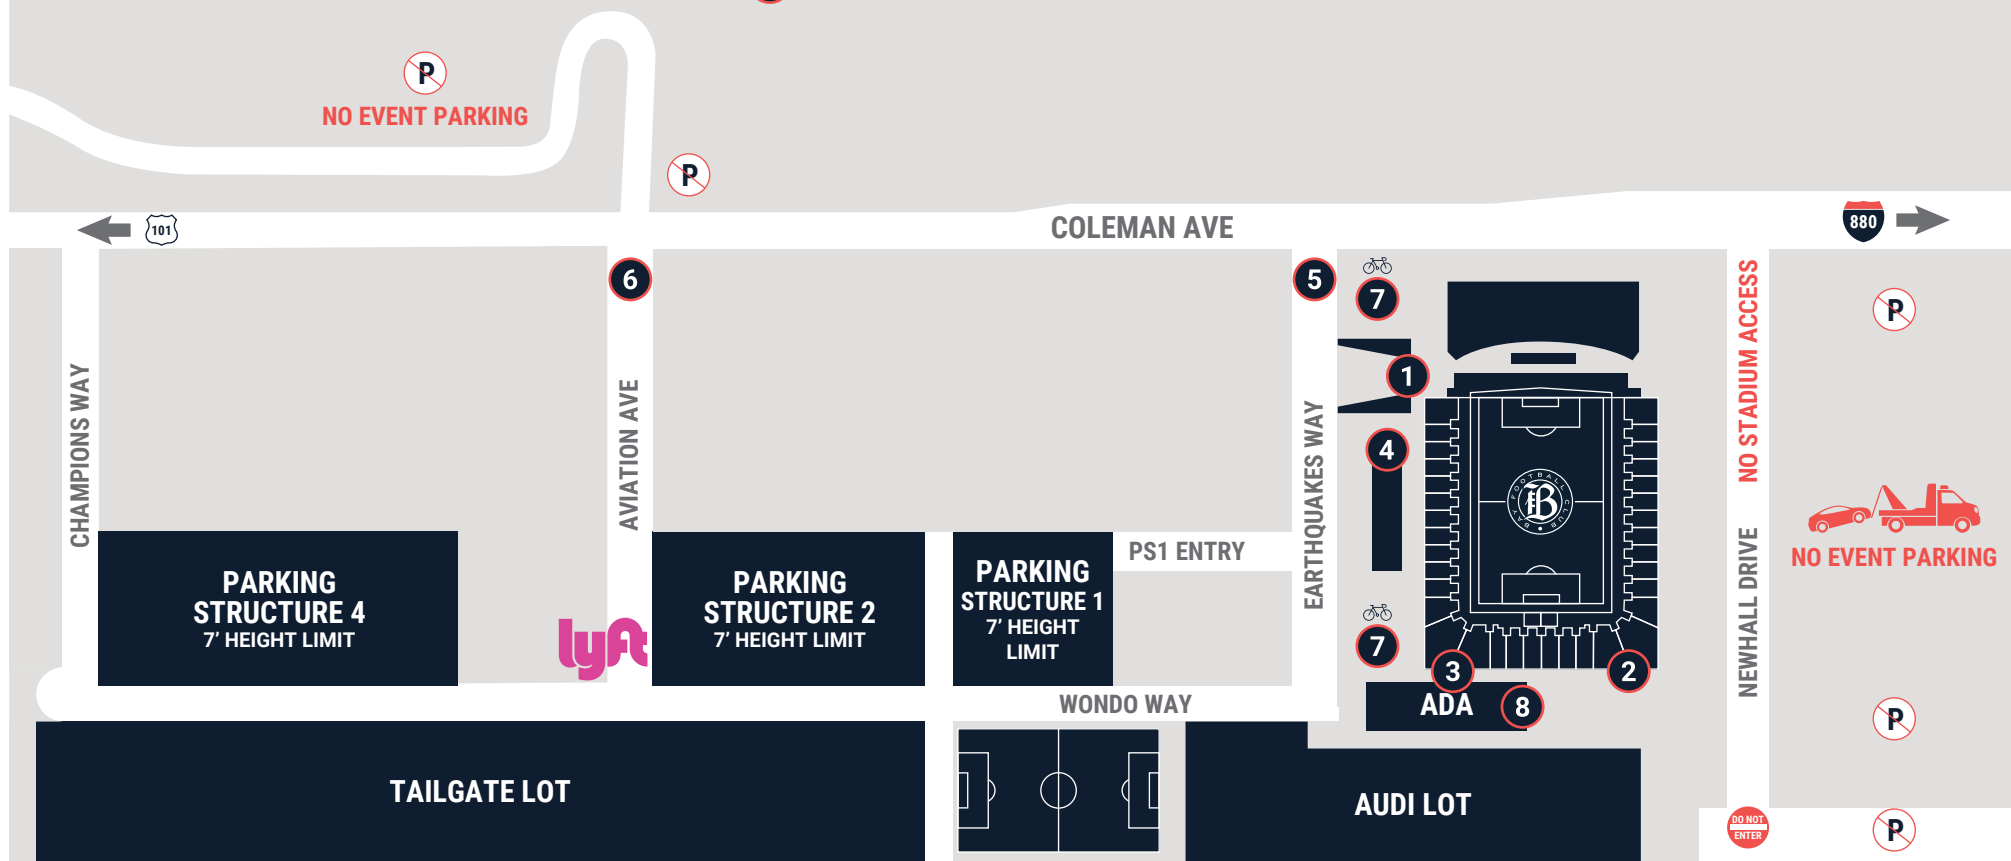 P
NO EVENT PARKING
P
COLEMAN AVE
101
880
6
5
7
P
NO STADIUM ACCESS
1
CHAMPIONS WAY
AVIATION AVE
EARTHQUAKES WAY
4
BAY FOOTBALL CLUB
B
PS1 ENTRY
NO EVENT PARKING
NEWHALL DRIVE
PARKING
STRUCTURE 4
7’ HEIGHT LIMIT
lyft
PARKING
STRUCTURE 2
7’ HEIGHT LIMIT
PARKING
STRUCTURE 1
7’ HEIGHT
LIMIT
7
3
2
WONDO WAY
ADA
8
P
TAILGATE LOT
AUDI LOT
DO NOT
ENTER
P